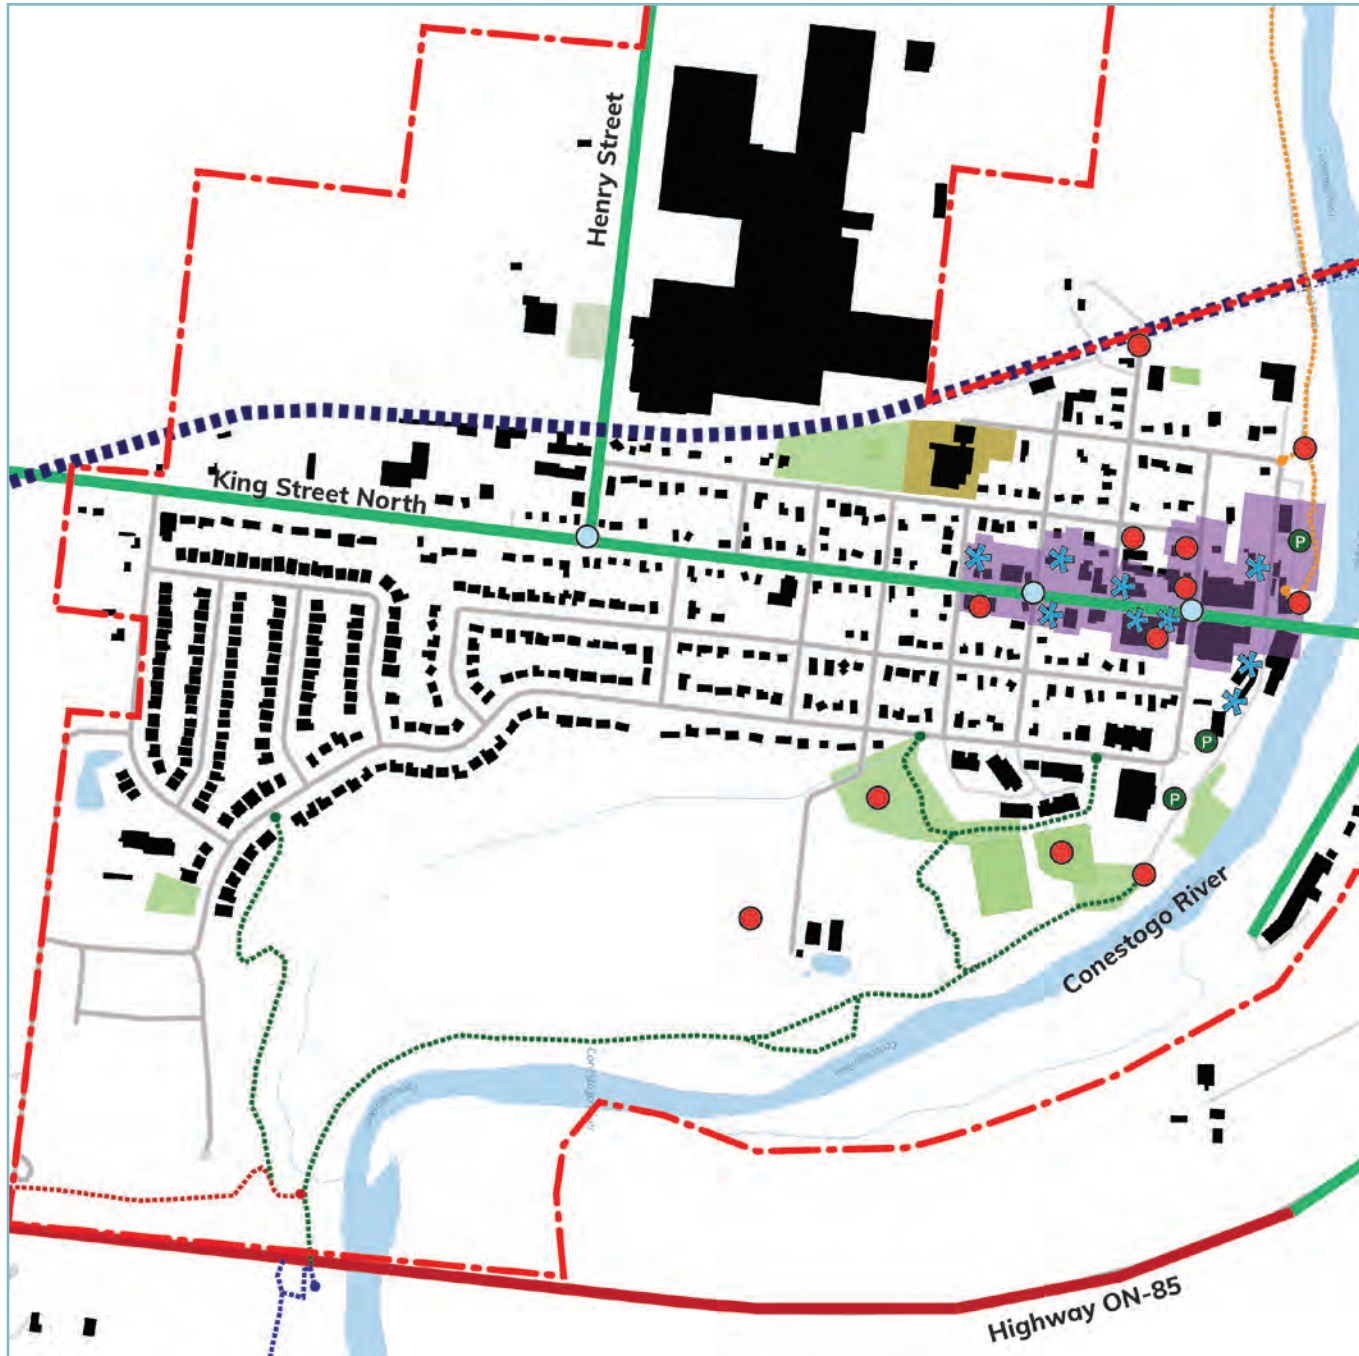 Henry Street
King Street North
P
P
P
Conestogo River
Highway ON-85